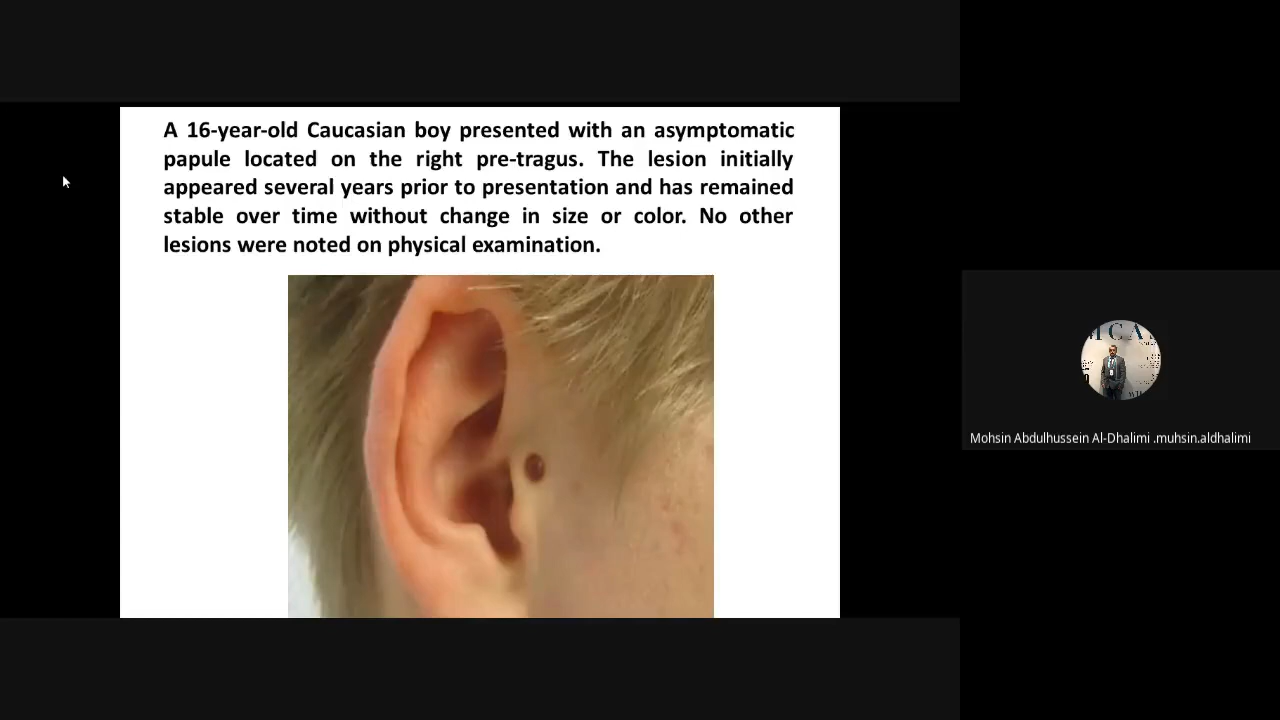 A 16-year-old Caucasian boy presented with an asymptomatic
papule located on the right pre-tragus. The lesion initially
appeared several years prior to presentation and has remained
stable over time without change in size or color. No other
lesions were noted on physical examination.
Mohsin Abdulhussein Al-Dhalimi .muhsin.aldhalimi